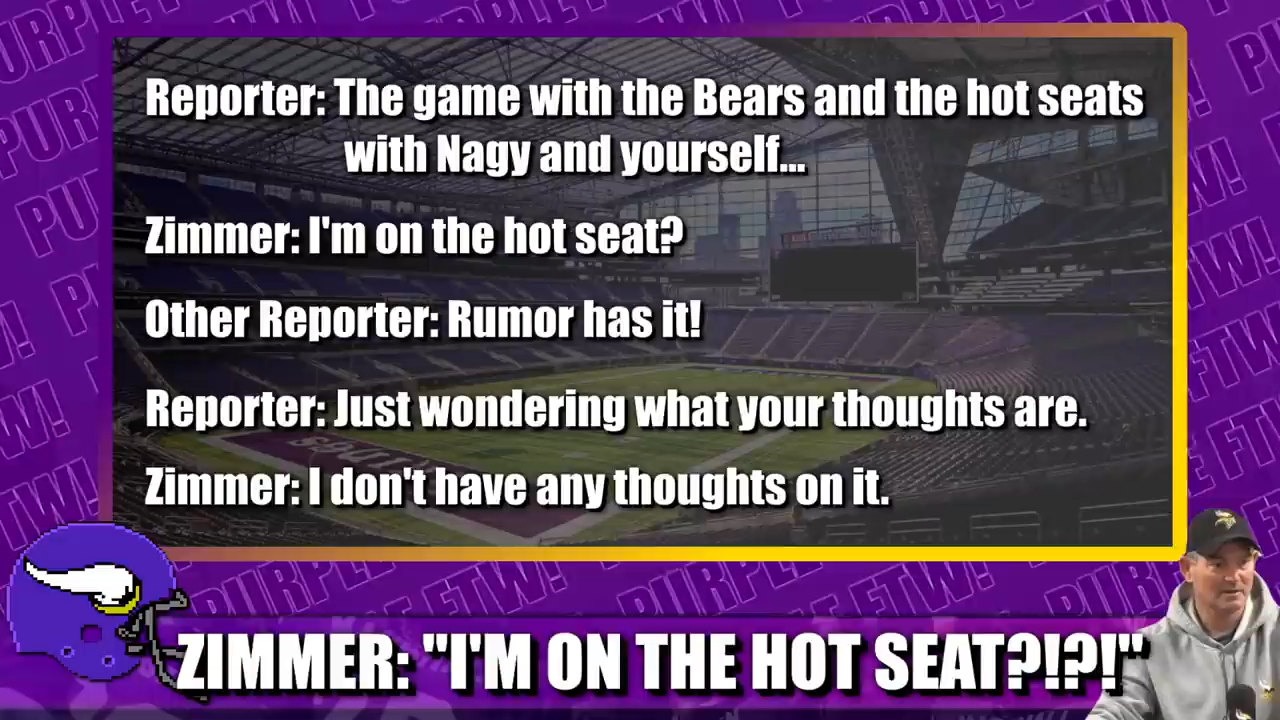 Reporter: The game with the Bears and the hot seats
with Nagy and yourself...
Zimmer: I'm on the hot seat?
Other Reporter: Rumor has it!
Reporter: Just wondering what your thoughts are.
Zimmer: I don't have any thoughts on it.
ZIMMER: "I'M ON THE HOT SEAT?!?!"
PURPLE FTW!